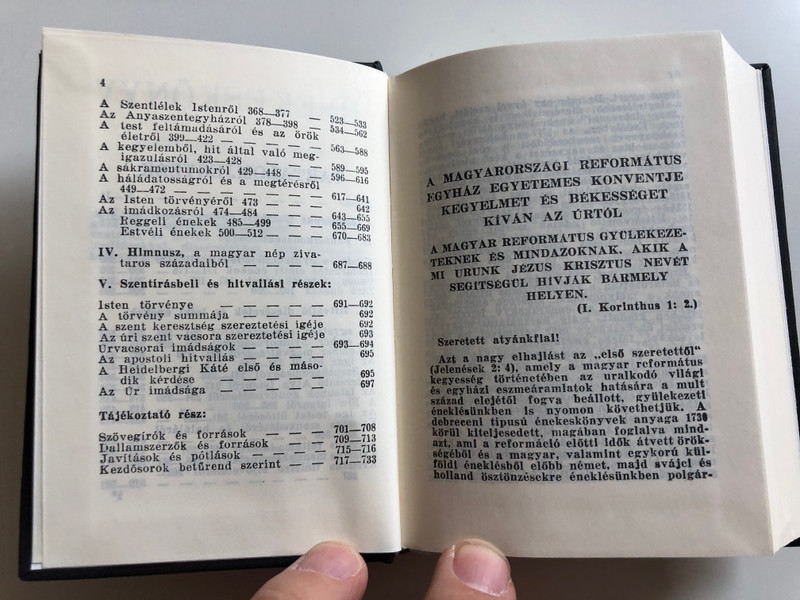 4
A Szentlélek Istenről 368—377
Az Anyaszentegyházról 378—398 — 523—533
A test feltámadásáról és az örök 534—562
életről 399—422 — — — —
A kegyelemből, hit által való meg- 563—588
igazulásról 423—428 — — —
A sákramentumokról 429—448 — — 589—595
A háládatosságról és a megtérésről 596—616
449—472 — — — — — —
Az Isten törvényéről 473 — — — 617—641
Az imádkozásról 474—484 — — — 642
Reggeli énekek 485—499 — — 643—655
Estvéli énekek 500—512 — — — 655—669
670—683
IV. Himnusz, a magyar nép ziva-
taros századaiból — — — — 687—688
V. Szentírásbeli és hitvallási részek:
Isten törvénye — — — — — 691—692
A törvény summája — — — — 692
A szent keresztség szereztetési igéje 692
Az úri szent vacsora szereztetési igéje 693
Úrvacsorai imádságok — — — — 693—694
Az apostoli hitvallás — — — — 695
A Heidelbergi Káté első és máso-
dik kérdése — — — — — 695
Az Úr imádsága — — — — — 697
Tájékoztató rész:
Szövegírók és források — — — 701—708
Dallamszerzők és források — — 709—713
Javítások és pótlások — — — — 715—716
Kezdősorok betűrend szerint — — 717—733
1*
A MAGYARORSZÁGI REFORMÁTUS
EGYHÁZ EGYETEMES KONVENTJE
KEGYELMET ÉS BÉKESSÉGET
KÍVÁN AZ ÚRTÓL
A MAGYAR REFORMÁTUS GYÜLEKEZE-
TEKNEK ÉS MINDAZOKNAK, AKIK A
MI URUNK JÉZUS KRISZTUS NEVÉT
SEGÍTSÉGÜL HÍVJÁK BÁRMELY
HELYEN.
(I. Korinthus 1: 2.)
Szeretett atyánkfiai!
Azt a nagy elhajlást az „első szeretettől”
(Jelenések 2: 4), amely a magyar református
kegyesség történetében az uralkodó világi
és egyházi eszmeáramlatok hatására a mult
század elejétől fogva beállott, gyülekezeti
éneklésünkben is nyomon követhetjük. A
debreceni típusú énekeskönyvek anyaga 1730
körül kiteljesedett, magában foglalva mind-
azt, ami a reformáció előtti idők átvett örök-
ségéből és a magyar, valamint egykorú kül-
földi éneklésből előbb német, majd svájci és
holland ösztönzésekre éneklésünkben polgár-